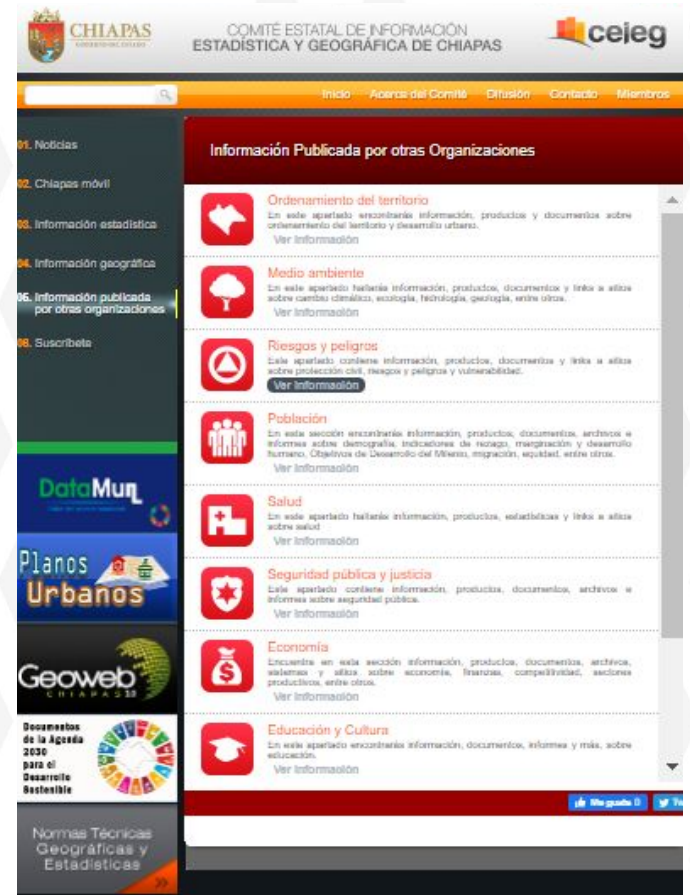 CHIAPAS
COMITÉ ESTATAL DE INFORMACIÓN
ESTADÍSTICA Y GEOGRÁFICA DE CHIAPAS
ceieg
Inicio Acerca del Comité Difusión Contacto Miembros
01. Noticias
02. Chiapas móvil
03. Información estadística
04. Información geográfica
05. Información publicada
por otras organizaciones
06. Suscríbete
DataMun
Planos
Urbanos
Geoweb
CHIAPAS
Documentos
de la Agenda
2030
para el
Desarrollo
Sostenible
Normas Técnicas
Geográficas y
Estadísticas
Información Publicada por otras Organizaciones
Ordenamiento del territorio
En este apartado encontrarás información, productos y documentos sobre
ordenamiento del territorio y desarrollo urbano.
Ver Información
Medio ambiente
En este apartado hallarás información, productos, documentos y links a sitios
sobre cambio climático, ecología, hidrología, geología, entre otros.
Ver Información
Riesgos y peligros
Este apartado contiene información, productos, documentos y links a sitios
sobre protección civil, riesgos y peligros y vulnerabilidad.
Ver Información
Población
En esta sección encontrarás información, productos, documentos, archivos e
informes sobre demografía, indicadores de rezago, marginación y desarrollo
humano, Objetivos de Desarrollo del Milenio, migración, equidad, entre otros.
Ver Información
Salud
En este apartado hallarás información, productos, estadísticas y links a sitios
sobre salud
Ver Información
Seguridad pública y justicia
Este apartado contiene información, productos, documentos, archivos e
informes sobre seguridad pública.
Ver Información
Economía
Encuentre en esta sección información, productos, documentos, archivos,
sistemas y sitios sobre economía, finanzas, competitividad, sectores
productivos, entre otros.
Ver Información
Educación y Cultura
En este apartado encontrarás información, documentos, informes y más, sobre
educación.
Ver Información
Me gusta 0